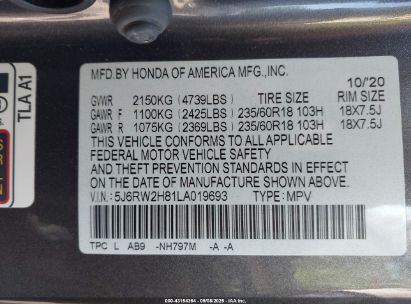 TLA A1
MFD.BY HONDA OF AMERICA MFG.,INC.
10/'20
GVWR 2150KG (4739LBS) TIRE SIZE RIM SIZE
GAWR F 1100KG (2425LBS) 235/60R18 103H 18X7.5J
GAWR R 1075KG (2369LBS) 235/60R18 103H 18X7.5J
THIS VEHICLE CONFORMS TO ALL APPLICABLE
FEDERAL MOTOR VEHICLE SAFETY
AND THEFT PREVENTION STANDARDS IN EFFECT ON
THE DATE OF MANUFACTURE SHOWN ABOVE.
V.I.N.: 5J6RW2H81LA019693 TYPE: MPV
TPC L AB9 -NH797M -A -A